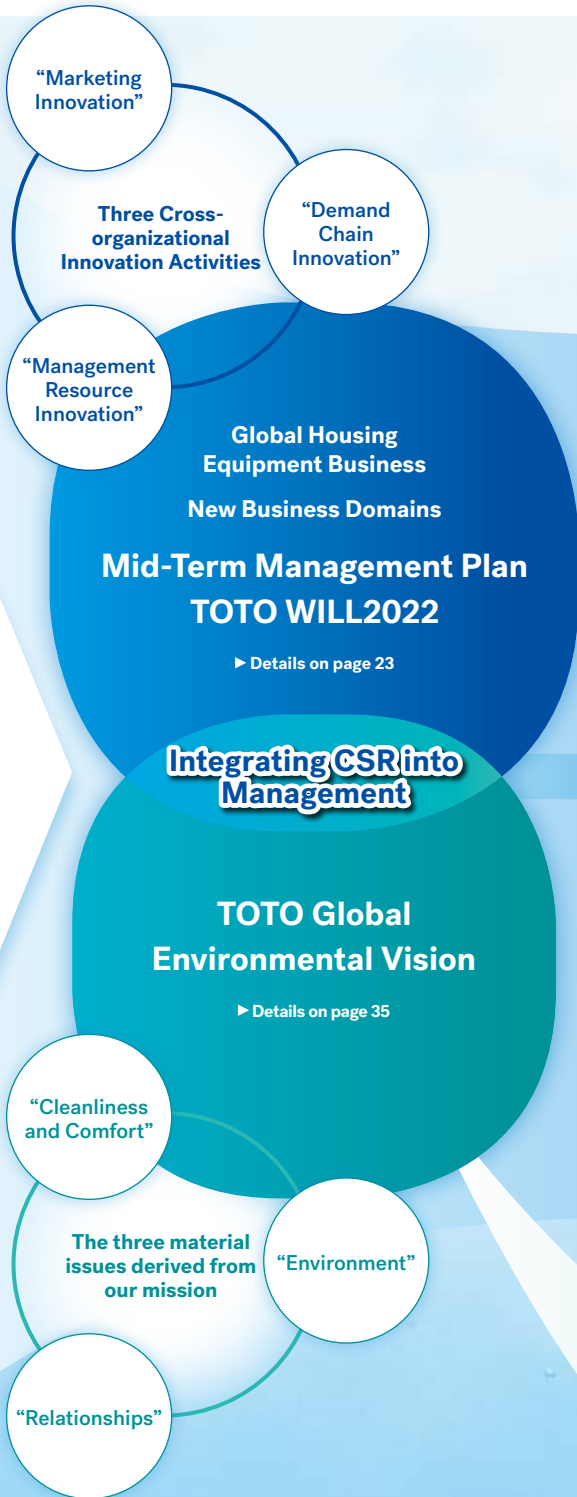 “Marketing
Innovation”
Three Cross-
organizational
Innovation Activities
“Demand
Chain
Innovation”
“Management
Resource
Innovation”
Global Housing
Equipment Business
New Business Domains
Mid-Term Management Plan
TOTO WILL2022
▶ Details on page 23
Integrating CSR into
Management
TOTO Global
Environmental Vision
▶ Details on page 35
“Cleanliness
and Comfort”
The three material
issues derived from
our mission
“Environment”
“Relationships”